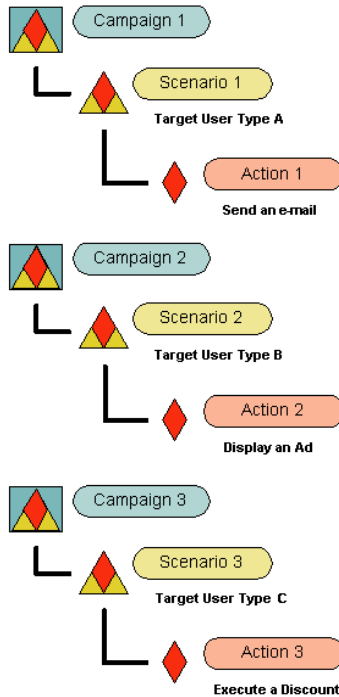 Campaign 1
Scenario 1
Target User Type A
Action 1
Send an e-mail
Campaign 2
Scenario 2
Target User Type B
Action 2
Display an Ad
Campaign 3
Scenario 3
Target User Type C
Action 3
Execute a Discount